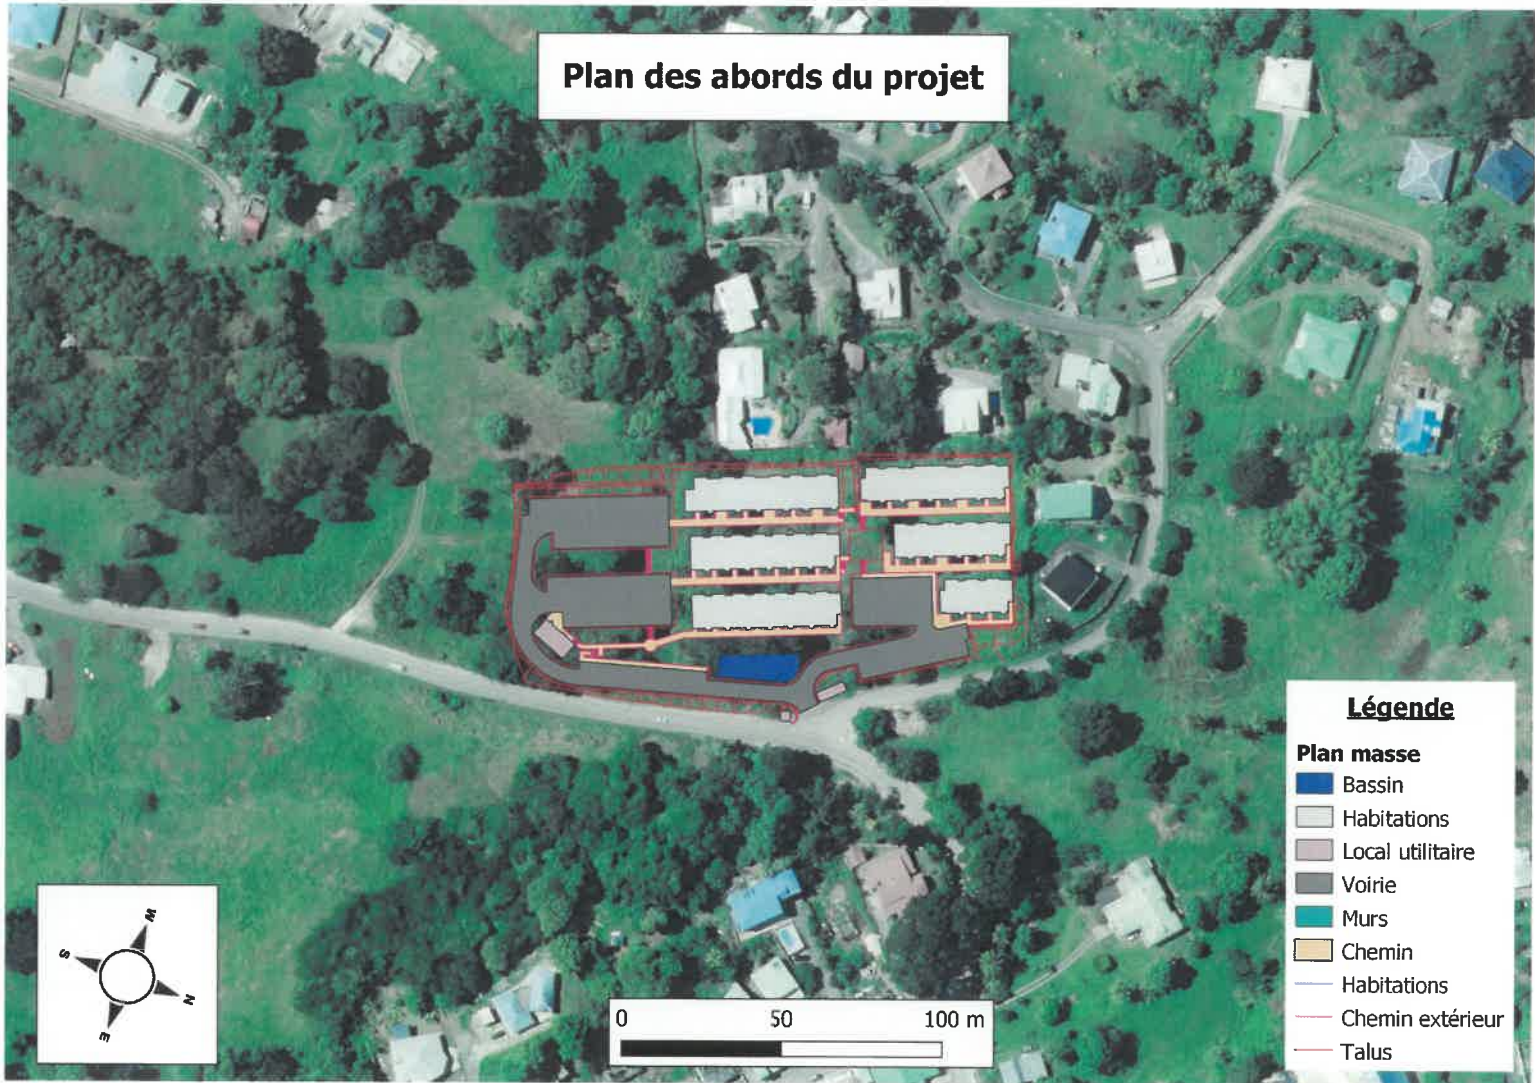 Plan des abords du projet
Légende
Plan masse
Bassin
Habitations
Local utilitaire
Voirie
Murs
Chemin
Habitations
Chemin extérieur
Talus
W
S
N
E
0 50 100 m